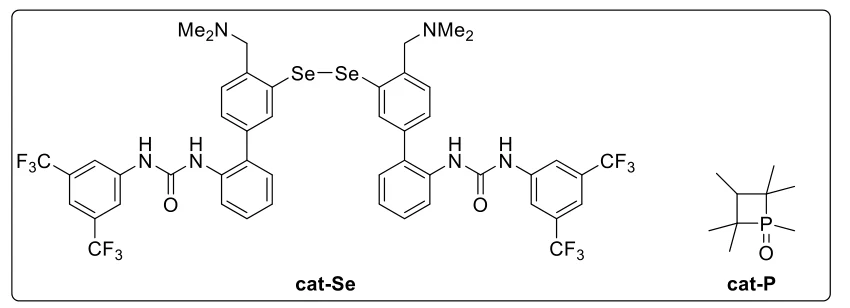 Me2N NMe2
Se Se
H H H H
F3C N N N N CF3
O O
CF3 CF3
P
O
cat-Se cat-P